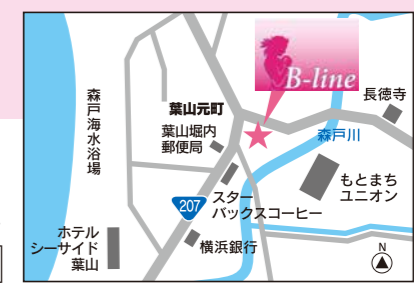 B-line
長徳寺
森戸海水浴場
葉山元町
葉山堀内
郵便局
森戸川
もとまち
ユニオン
スター
バックスコーヒー
207
ホテル
シーサイド
葉山
横浜銀行
N